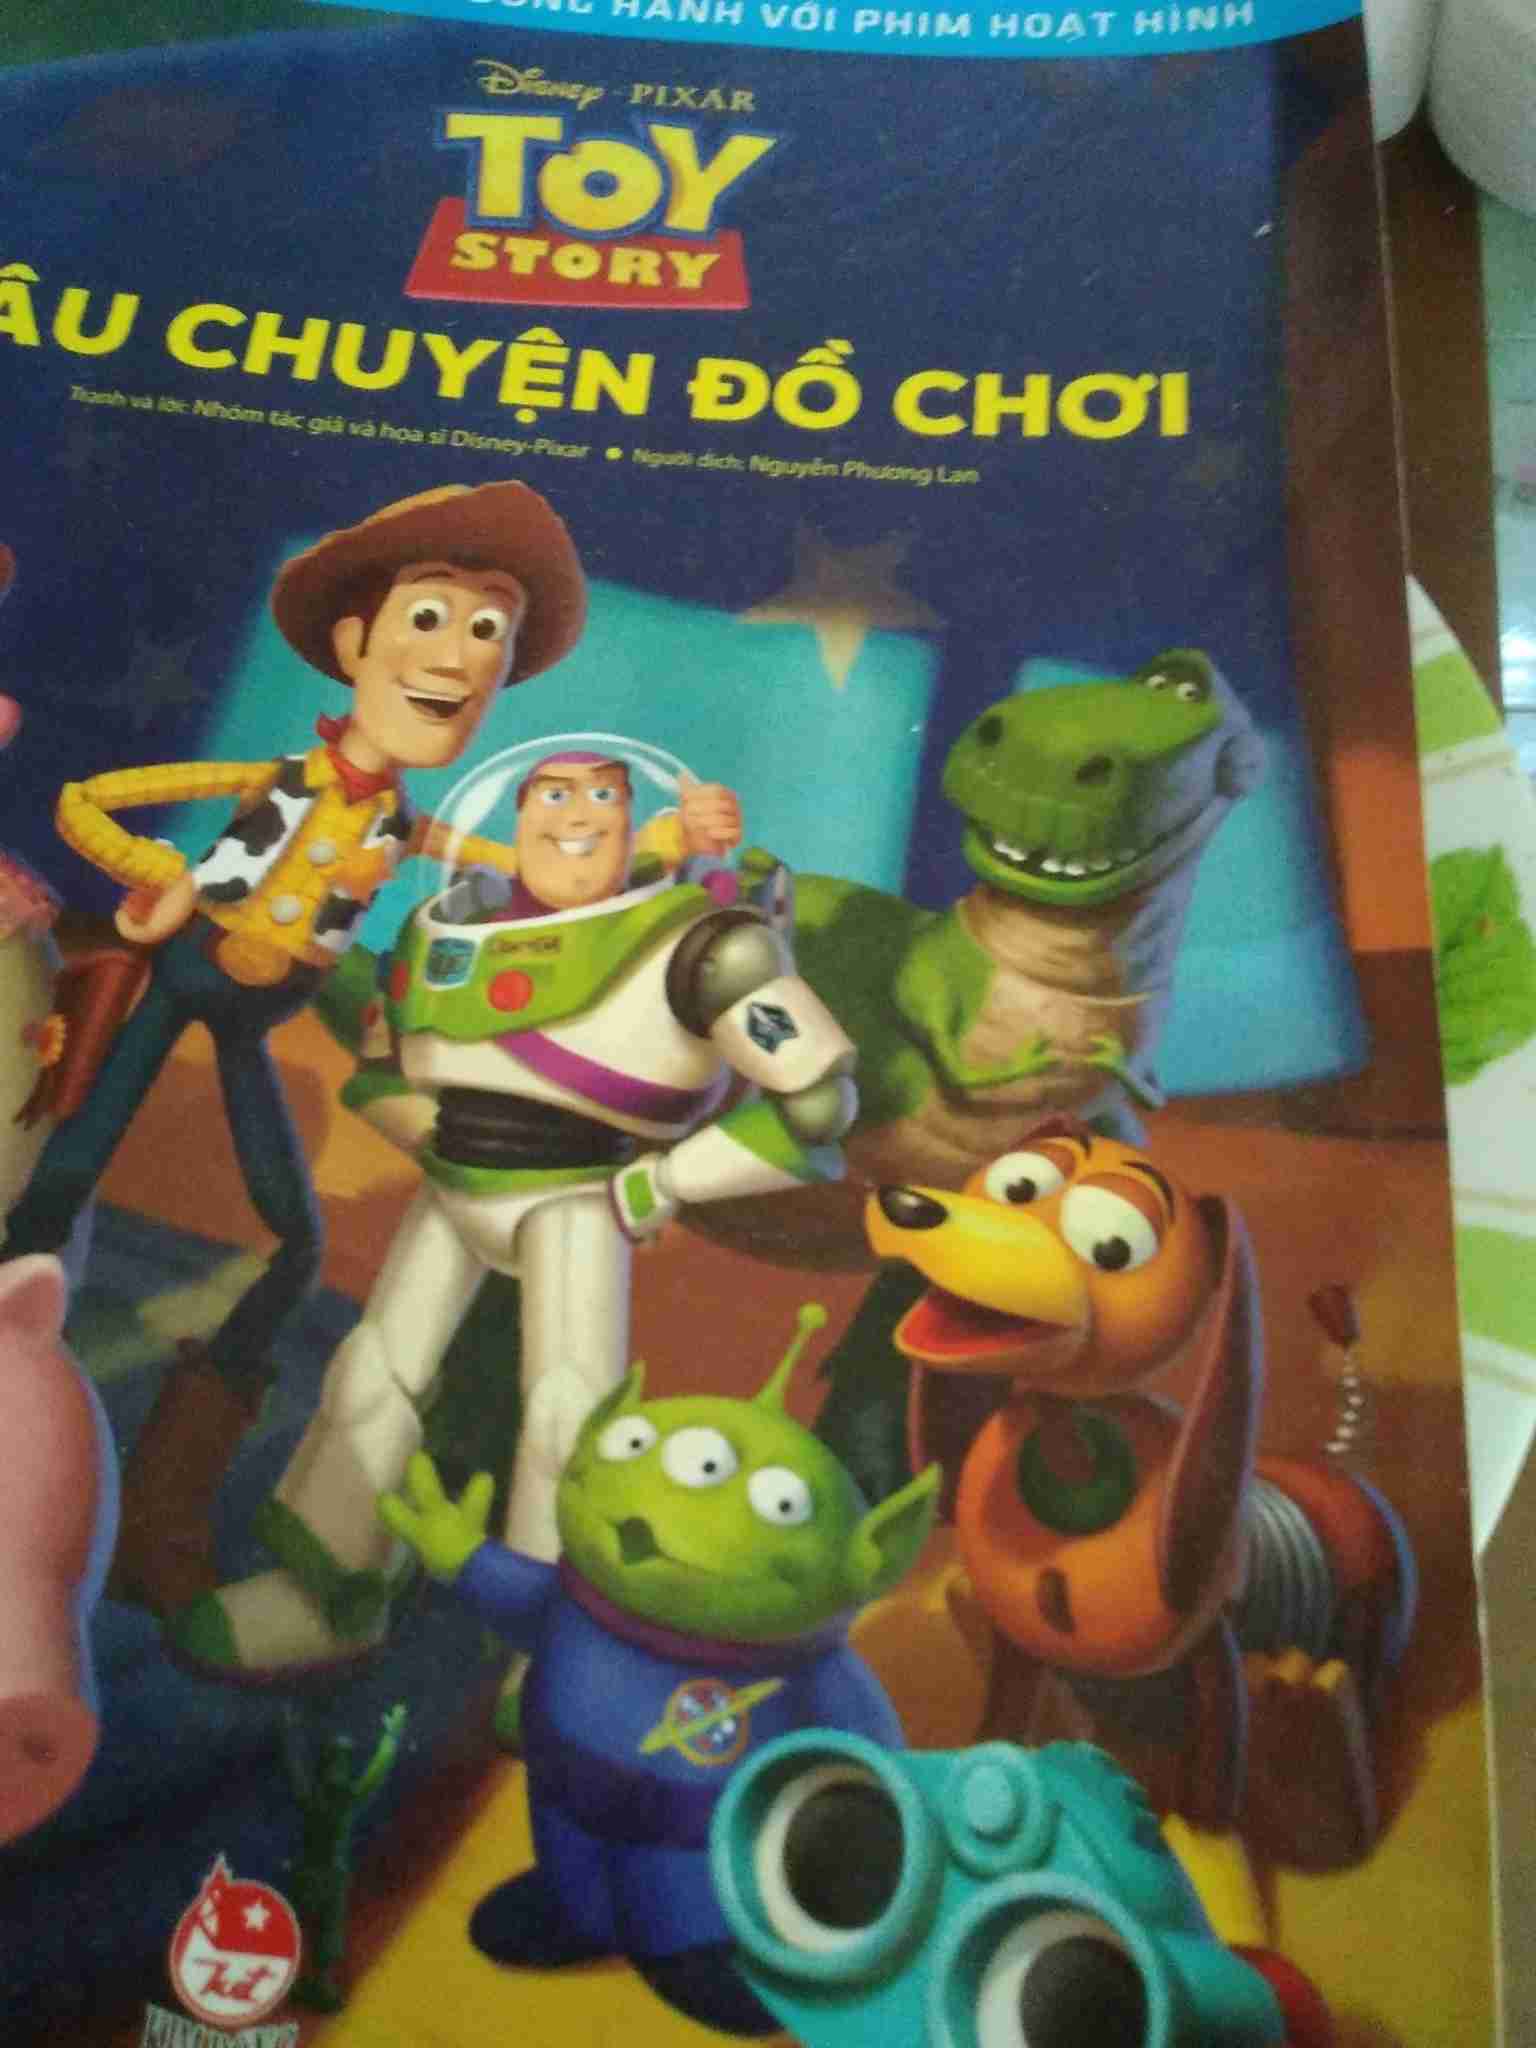 ĐỒNG HÀNH VỚI PHIM HOẠT HÌNH
DISNEY · PIXAR
TOY
STORY
ÂU CHUYỆN ĐỒ CHƠI
Tranh và lời: Nhóm tác giả và họa sĩ Disney-Pixar • Người dịch: Nguyễn Phương Lan